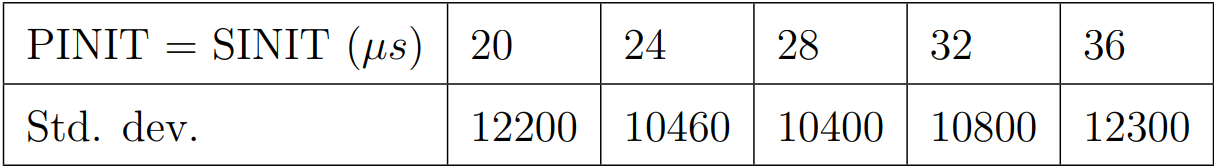 PINIT = SINIT (μs) 20 24 28 32 36
Std. dev. 12200 10460 10400 10800 12300